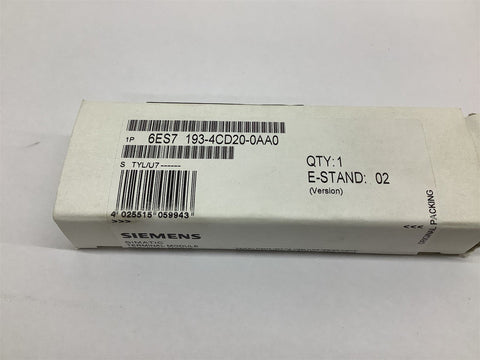 1P 6ES7 193-4CD20-0AA0
S TYL/U7------
QTY:1
E-STAND: 02
(Version)
4 025515 059943
SIEMENS
SIMATIC
TERMINAL MODULE
<<<
ORIGINAL PACKING
<<<